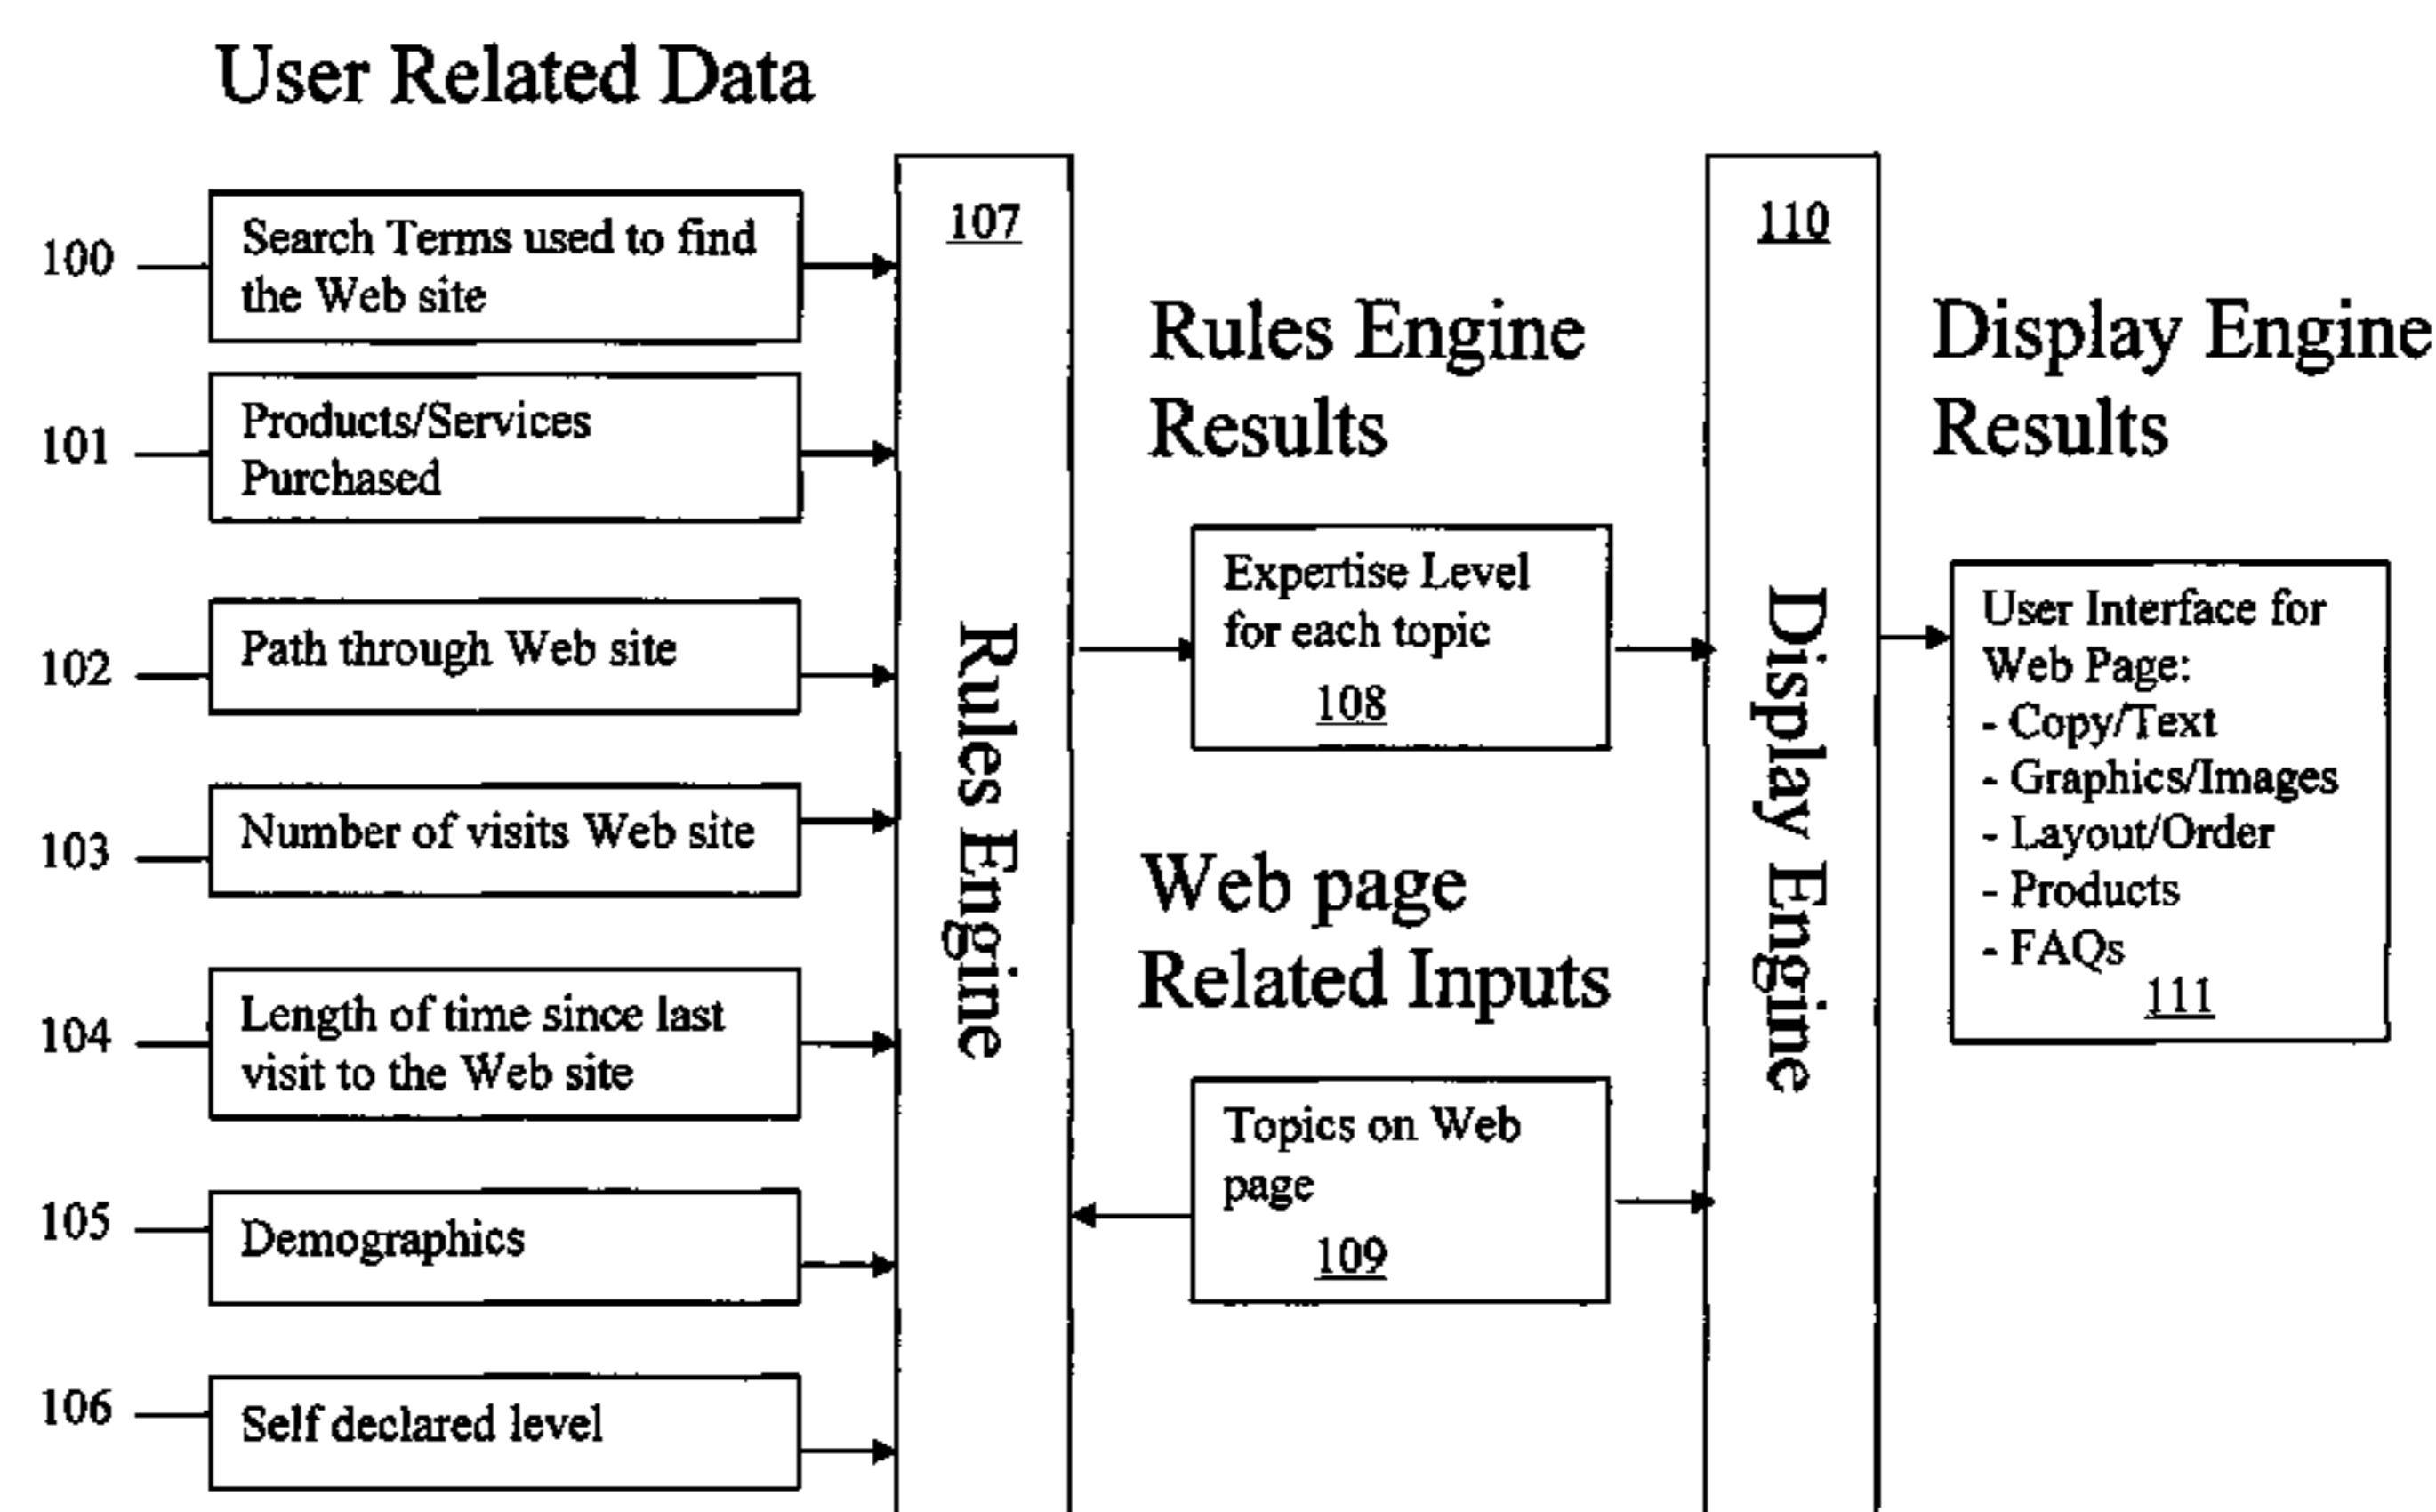 User Related Data
100
Search Terms used to find
the Web site
101
Products/Services
Purchased
102
Path through Web site
103
Number of visits Web site
104
Length of time since last
visit to the Web site
105
Demographics
106
Self declared level
107
Rules Engine
Rules Engine
Results
Expertise Level
for each topic
108
Web page
Related Inputs
Topics on Web
page
109
110
Display Engine
Display Engine
Results
User Interface for
Web Page:
- Copy/Text
- Graphics/Images
- Layout/Order
- Products
- FAQs
111